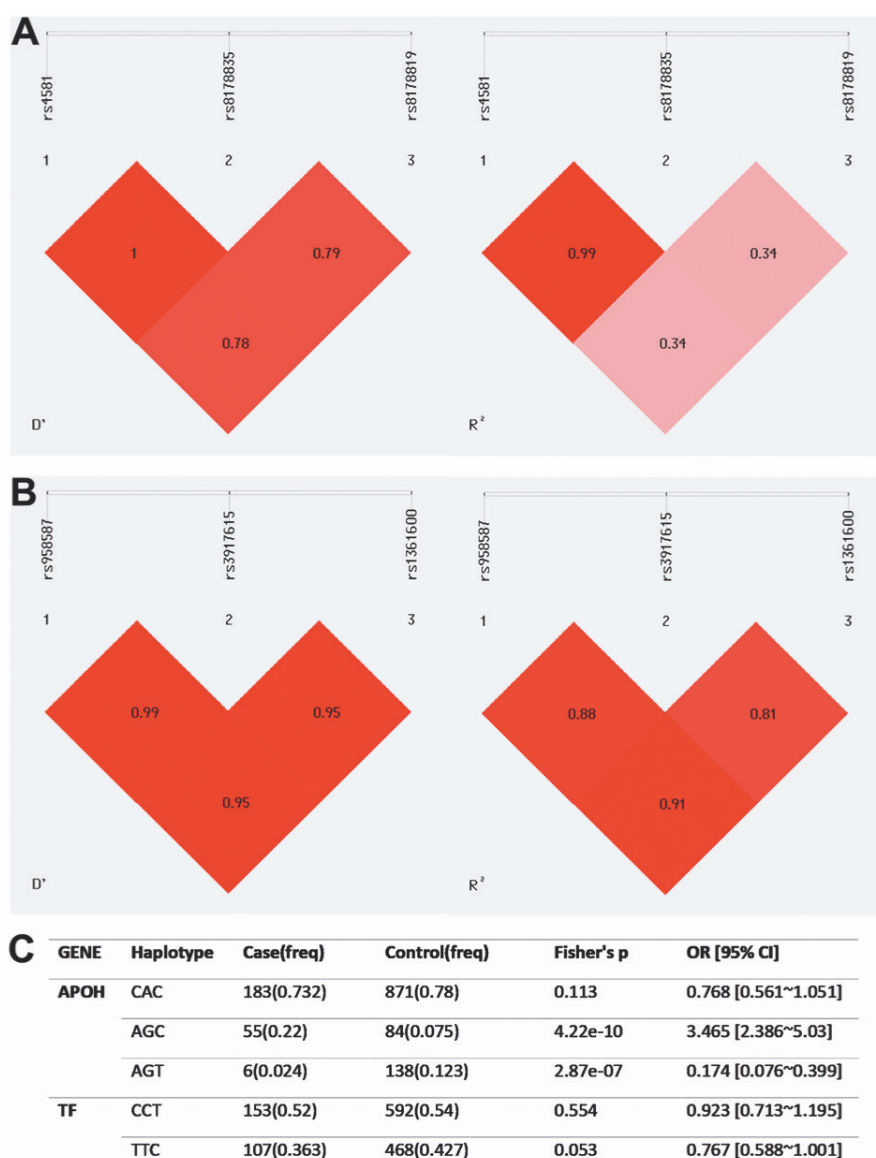 A
rs4581 rs8178835 rs8178819 rs4581 rs8178835 rs8178819
1 2 3 1 2 3
1 0.79 0.99 0.34
0.78 0.34
D' R²
B
rs958587 rs3917615 rs1361600 rs958587 rs3917615 rs1361600
1 2 3 1 2 3
0.99 0.95 0.88 0.81
0.95 0.91
D' R²
C
GENE Haplotype Case(freq) Control(freq) Fisher's p OR [95% CI]
APOH CAC 183(0.732) 871(0.78) 0.113 0.768 [0.561~1.051]
AGC 55(0.22) 84(0.075) 4.22e-10 3.465 [2.386~5.03]
AGT 6(0.024) 138(0.123) 2.87e-07 0.174 [0.076~0.399]
TF CCT 153(0.52) 592(0.54) 0.554 0.923 [0.713~1.195]
TTC 107(0.363) 468(0.427) 0.053 0.767 [0.588~1.001]